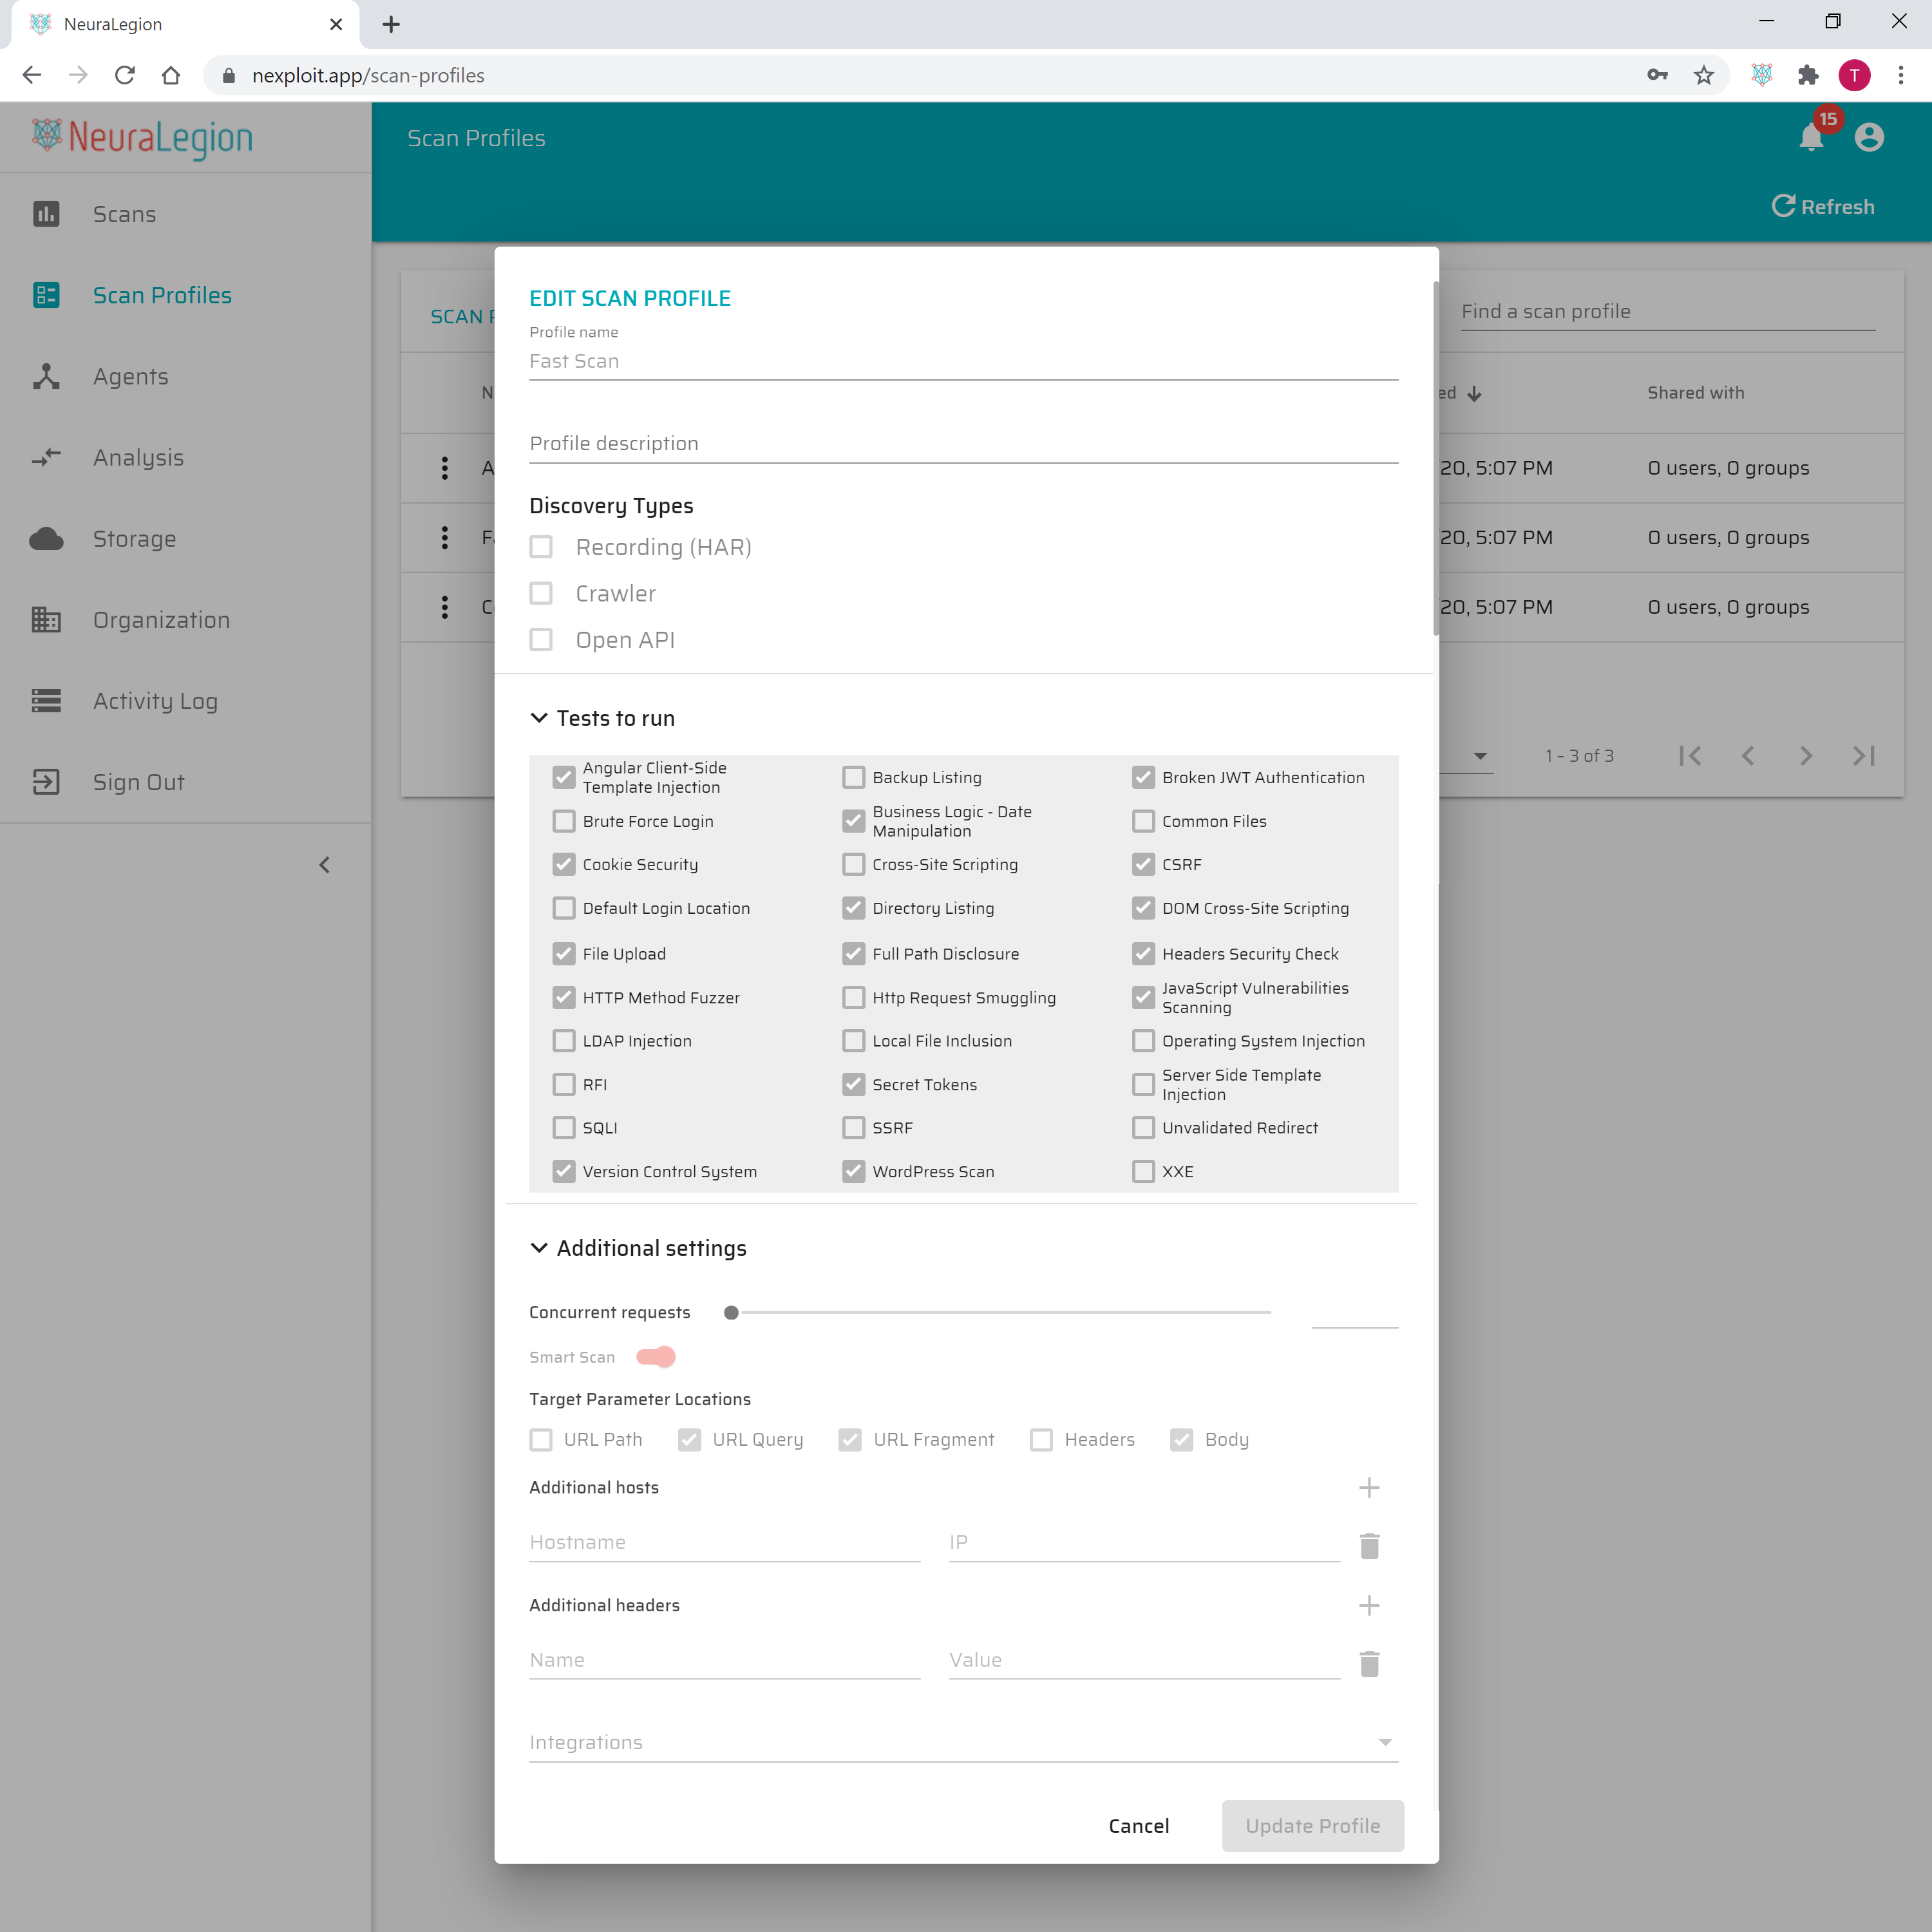 NeuraLegion
nexploit.app/scan-profiles
T
NeuraLegion
Scan Profiles
15
Refresh
Scans
Scan Profiles
Agents
Analysis
Storage
Organization
Activity Log
Sign Out
SCAN
Find a scan profile
ed
Shared with
20, 5:07 PM
0 users, 0 groups
20, 5:07 PM
0 users, 0 groups
20, 5:07 PM
0 users, 0 groups
1 - 3 of 3
EDIT SCAN PROFILE
Profile name
Fast Scan
Profile description
Discovery Types
Recording (HAR)
Crawler
Open API
Tests to run
Angular Client-Side
Template Injection
Backup Listing
Broken JWT Authentication
Brute Force Login
Business Logic - Date
Manipulation
Common Files
Cookie Security
Cross-Site Scripting
CSRF
Default Login Location
Directory Listing
DOM Cross-Site Scripting
File Upload
Full Path Disclosure
Headers Security Check
HTTP Method Fuzzer
Http Request Smuggling
JavaScript Vulnerabilities
Scanning
LDAP Injection
Local File Inclusion
Operating System Injection
RFI
Secret Tokens
Server Side Template
Injection
SQLI
SSRF
Unvalidated Redirect
Version Control System
WordPress Scan
XXE
Additional settings
Concurrent requests
Smart Scan
Target Parameter Locations
URL Path
URL Query
URL Fragment
Headers
Body
Additional hosts
Hostname
IP
Additional headers
Name
Value
Integrations
Cancel
Update Profile